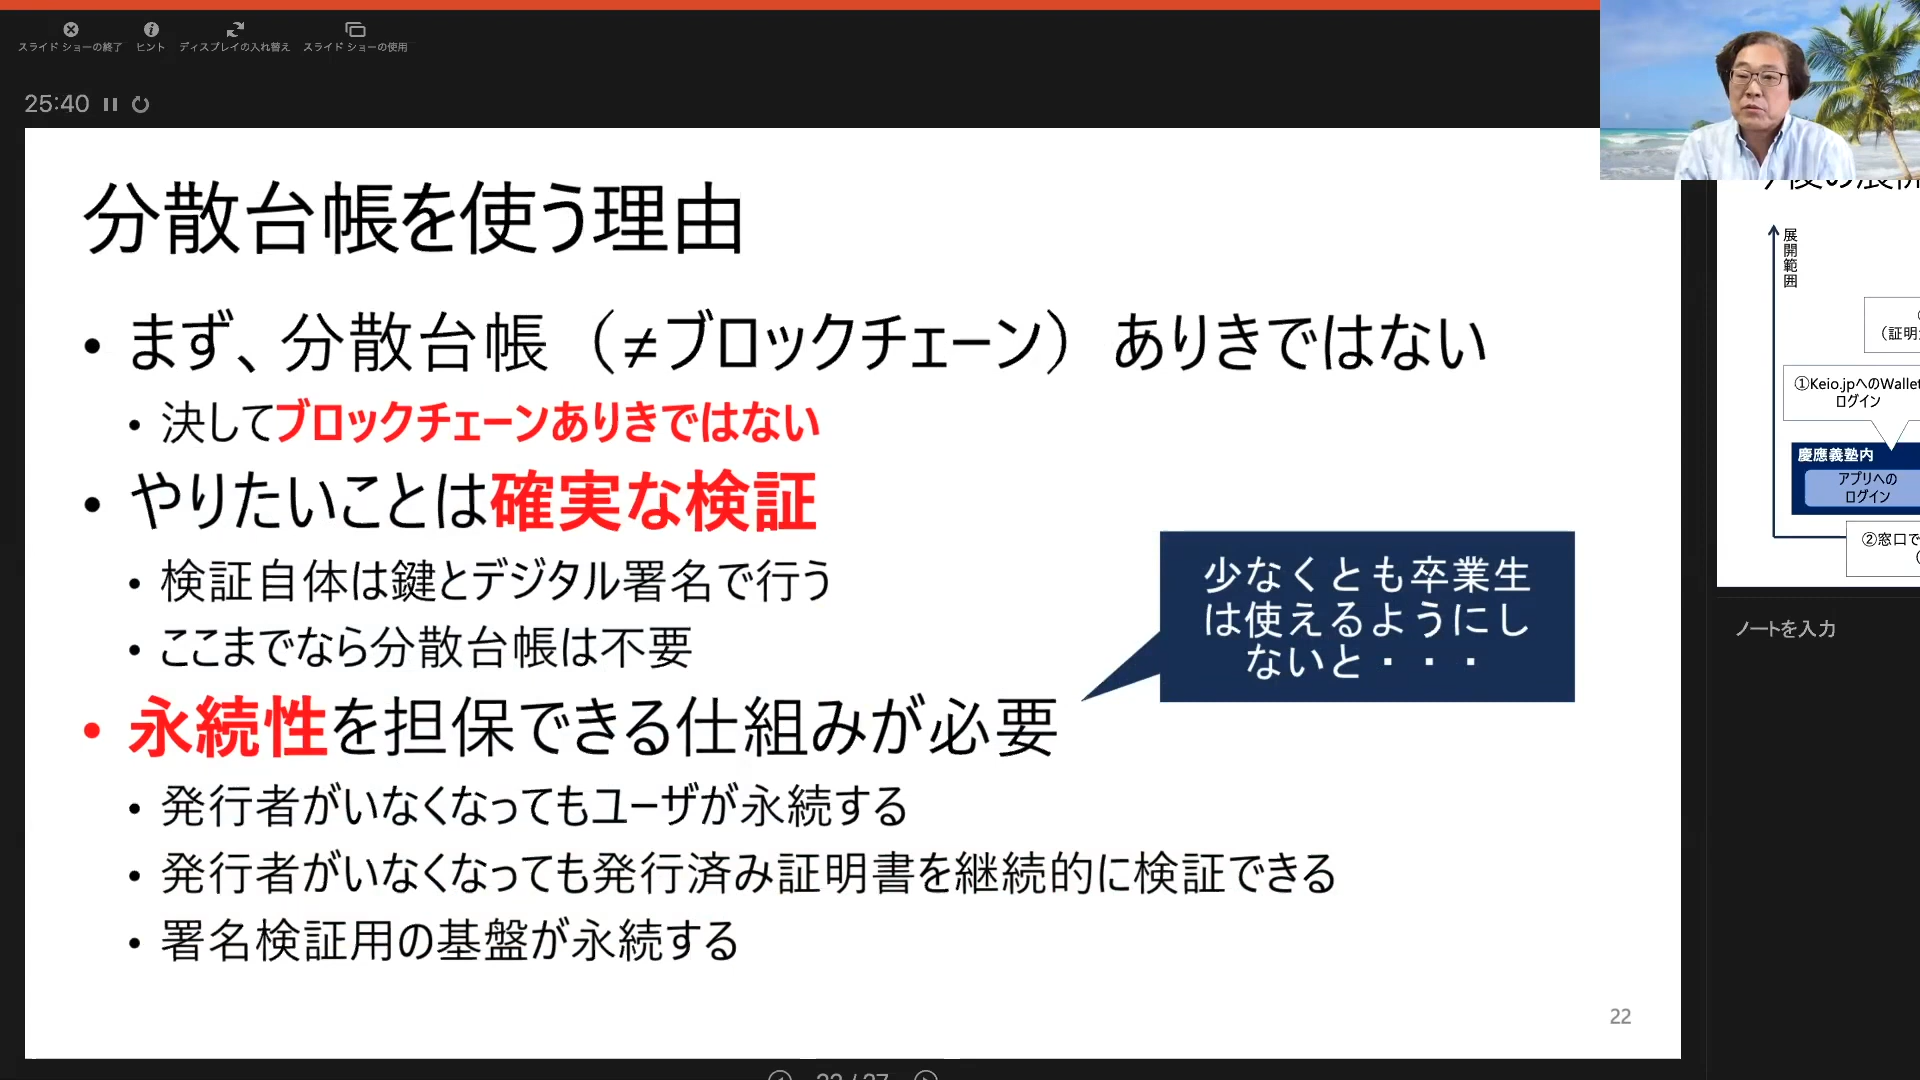 スライド ショーの終了
ヒント
ディスプレイの入れ替え
スライド ショーの使用
25:40
分散台帳を使う理由
• まず、分散台帳（≠ブロックチェーン）ありきではない
• 決してブロックチェーンありきではない
• やりたいことは確実な検証
• 検証自体は鍵とデジタル署名で行う
• ここまでなら分散台帳は不要
• 永続性を担保できる仕組みが必要
• 発行者がいなくなってもユーザが永続する
• 発行者がいなくなっても発行済み証明書を継続的に検証できる
• 署名検証用の基盤が永続する
少なくとも卒業生
は使えるようにし
ないと・・・
22
展開範囲
（証明
①Keio.jpへのWallet
ログイン
慶應義塾内
アプリへの
ログイン
②窓口で
ノートを入力